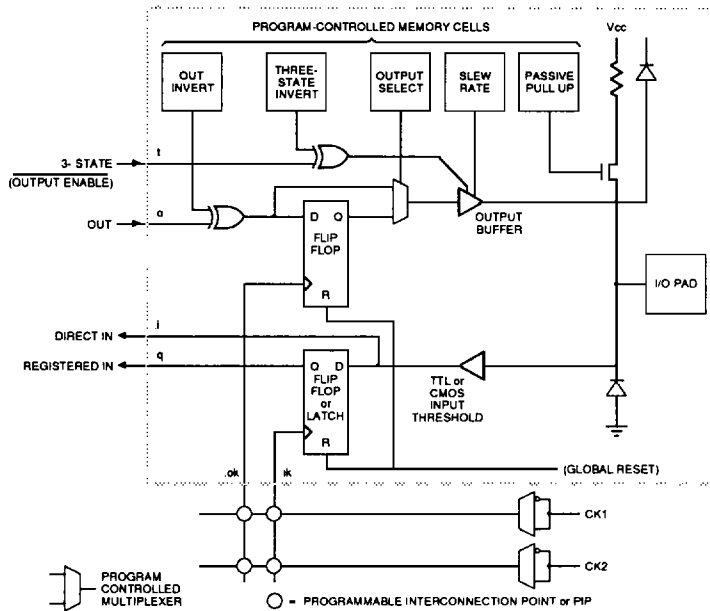 PROGRAM-CONTROLLED MEMORY CELLS
Vcc
OUT
INVERT
THREE-
STATE
INVERT
OUTPUT
SELECT
SLEW
RATE
PASSIVE
PULL UP
3- STATE
(OUTPUT ENABLE)
t
OUT
o
D Q
FLIP
FLOP
R
OUTPUT
BUFFER
I/O PAD
DIRECT IN
.i
REGISTERED IN
q
Q D
FLIP
FLOP
or
LATCH
R
TTL or
CMOS
INPUT
THRESHOLD
.ok
ik
(GLOBAL RESET)
CK1
CK2
PROGRAM
CONTROLLED
MULTIPLEXER
= PROGRAMMABLE INTERCONNECTION POINT or PIP